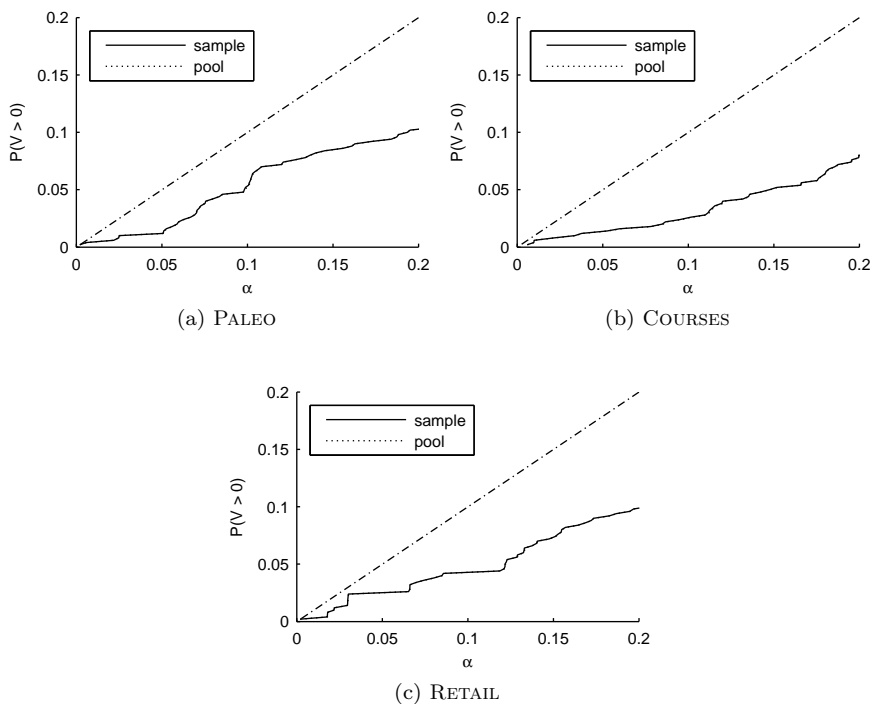 0.2
0.15
0.1
0.05
0
P(V > 0)
sample
pool
0 0.05 0.1 0.15 0.2
α
(a) PALEO
0.2
0.15
0.1
0.05
0
P(V > 0)
sample
pool
0 0.05 0.1 0.15 0.2
α
(b) COURSES
0.2
0.15
0.1
0.05
0
P(V > 0)
sample
pool
0 0.05 0.1 0.15 0.2
α
(c) RETAIL